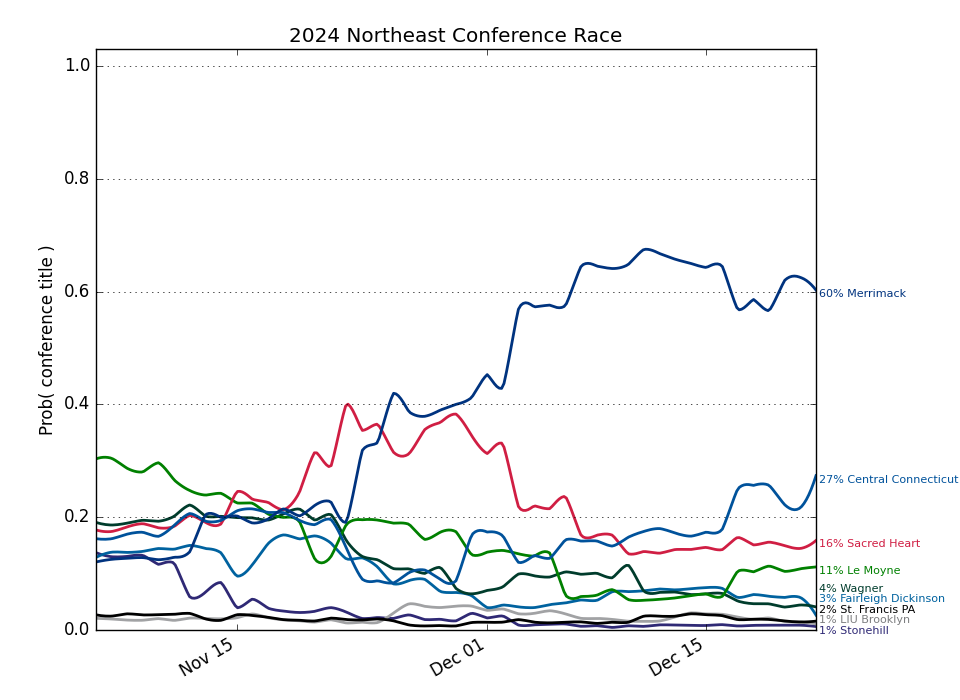 2024 Northeast Conference Race
Prob( conference title )
1.0
0.8
0.6
0.4
0.2
0.0
Nov 15
Dec 01
Dec 15
60% Merrimack
27% Central Connecticut
16% Sacred Heart
11% Le Moyne
4% Wagner
3% Fairleigh Dickinson
2% St. Francis PA
1% LIU Brooklyn
1% Stonehill